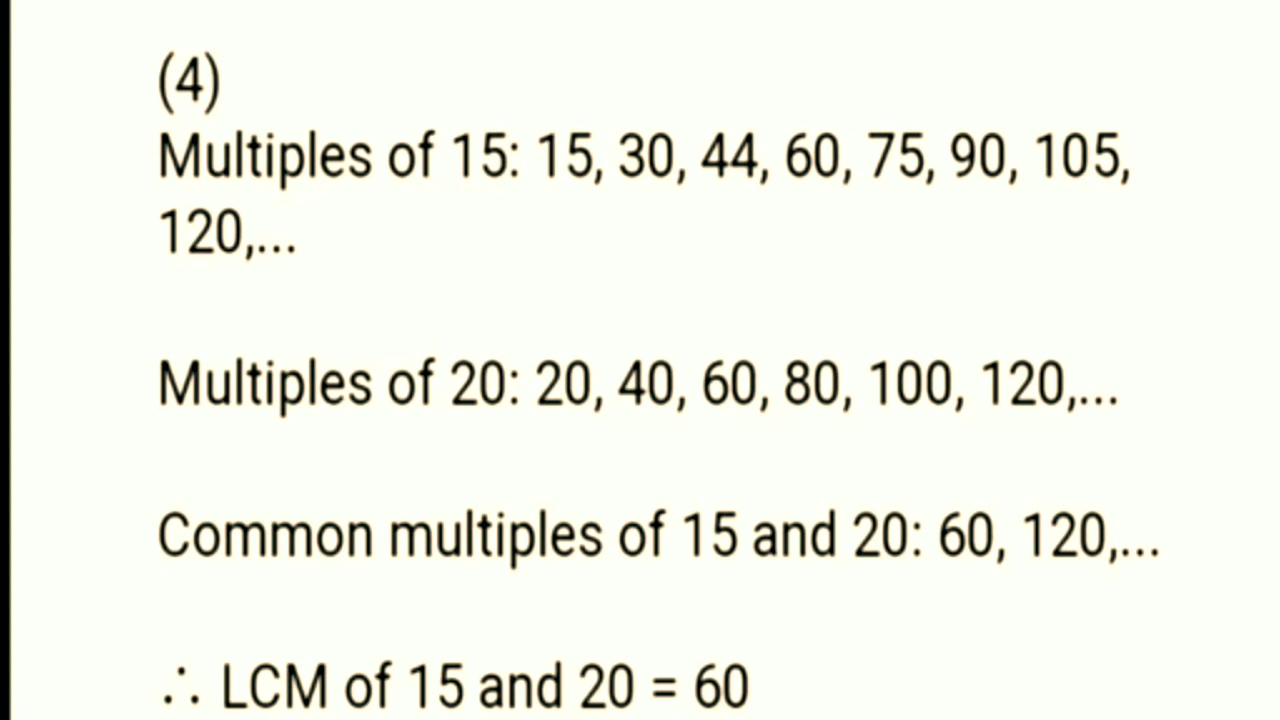 (4)
Multiples of 15: 15, 30, 44, 60, 75, 90, 105,
120,...
Multiples of 20: 20, 40, 60, 80, 100, 120,...
Common multiples of 15 and 20: 60, 120,...
∴ LCM of 15 and 20 = 60